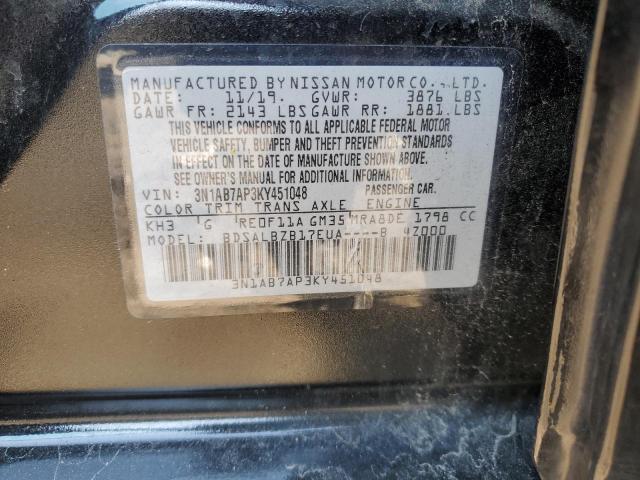 MANUFACTURED BY NISSAN MOTOR CO., LTD.
DATE: 11/19. GVWR: 3876 LBS
GAWR FR: 2143 LBS GAWR RR: 1881.LBS
THIS VEHICLE CONFORMS TO ALL APPLICABLE FEDERAL MOTOR
VEHICLE SAFETY, BUMPER AND THEFT PREVENTION STANDARDS
IN EFFECT ON THE DATE OF MANUFACTURE SHOWN ABOVE.
SEE OWNER'S MANUAL FOR ADDITIONAL INFORMATION.
VIN: 3N1AB7AP3KY451048 PASSENGER CAR.
COLOR TRIM TRANS AXLE ENGINE
KH3 G RE0F11A GM35 MRA8DE 1798 CC
BDSALBZB17EUA----B 4Z000
3N1AB7AP3KY451048